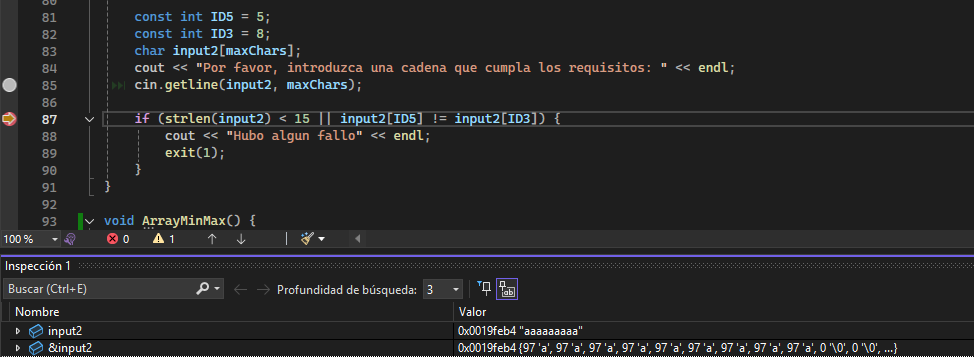 80
81 const int ID5 = 5;
82 const int ID3 = 8;
83 char input2[maxChars];
84 cout << "Por favor, introduzca una cadena que cumpla los requisitos: " << endl;
85 cin.getline(input2, maxChars);
86
87 if (strlen(input2) < 15 || input2[ID5] != input2[ID3]) {
88 cout << "Hubo algun fallo" << endl;
89 exit(1);
90 }
91 }
92
93 void ArrayMinMax() {
100 % 0 1
Inspección 1
Buscar (Ctrl+E) Profundidad de búsqueda: 3 ab
Nombre Valor
input2 0x0019feb4 "aaaaaaaaa"
&input2 0x0019feb4 {97 'a', 97 'a', 97 'a', 97 'a', 97 'a', 97 'a', 97 'a', 97 'a', 97 'a', 0 '\0', 0 '\0', ...}